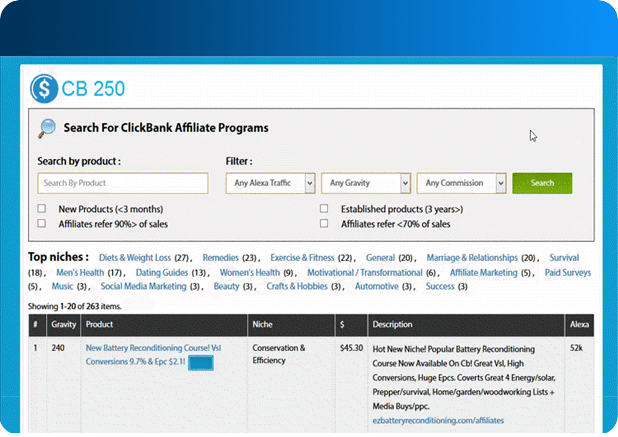 $ CB 250
Search For ClickBank Affiliate Programs
Search by product : Filter :
Search By Product Any Alexa Traffic Any Gravity Any Commission Search
New Products (<3 months) Established products (3 years>)
Affiliates refer 90%> of sales Affiliates refer <70% of sales
Top niches : Diets & Weight Loss (27) , Remedies (23) , Exercise & Fitness (22) , General (20) , Marriage & Relationships (20) , Survival
(18) , Men's Health (17) , Dating Guides (13) , Women's Health (9) , Motivational / Transformational (6) , Affiliate Marketing (5) , Paid Surveys
(5) , Music (3) , Social Media Marketing (3) , Beauty (3) , Crafts & Hobbies (3) , Automotive (3) , Success (3)
Showing 1-20 of 263 items.
# Gravity Product Niche $ Description Alexa
1 240 New Battery Reconditioning Course! Vsl Conservation & $45.30 Hot New Niche! Popular Battery Reconditioning 52k
Conversions 9.7% & Epc $2.1! Efficiency Course Now Available On Cb! Great Vsl, High
Conversions, Huge Epcs. Coverts Great 4 Energy/solar,
Prepper/survival, Home/garden/woodworking Lists +
Media Buys/ppc.
ezbatteryreconditioning.com/affiliates